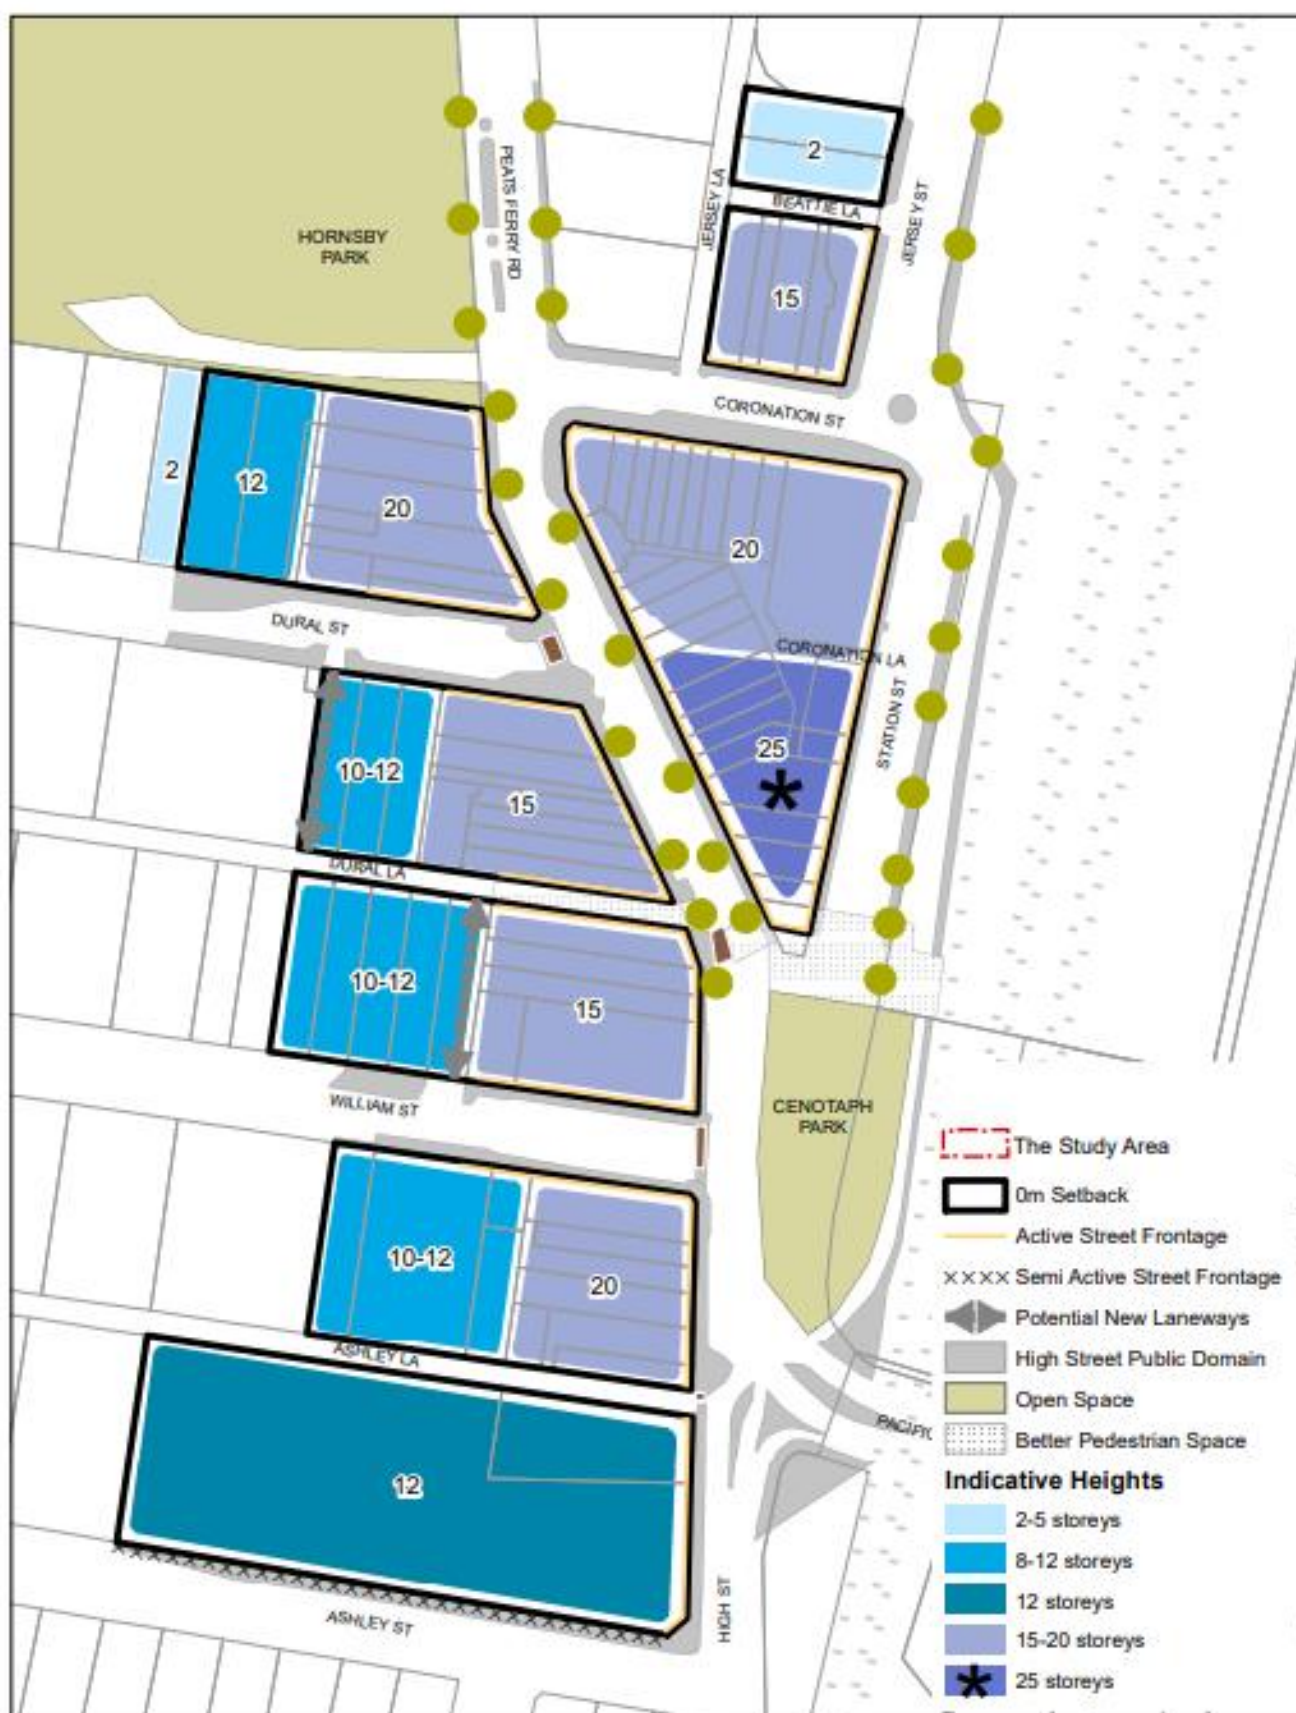 PEATS FERRY RD
JERSEY LA
2
BEATTIE LA
JERSEY ST
HORNSBY
PARK
15
CORONATION ST
2
12
20
20
DURAL ST
CORONATION LA
STATION ST
25
*
10-12
15
DURAL LA
10-12
15
WILLIAM ST
CENOTAPH
PARK
10-12
20
ASHLEY LA
PACIFIC
12
HIGH ST
ASHLEY ST
The Study Area
0m Setback
Active Street Frontage
Semi Active Street Frontage
Potential New Laneways
High Street Public Domain
Open Space
Better Pedestrian Space
Indicative Heights
2-5 storeys
8-12 storeys
12 storeys
15-20 storeys
* 25 storeys